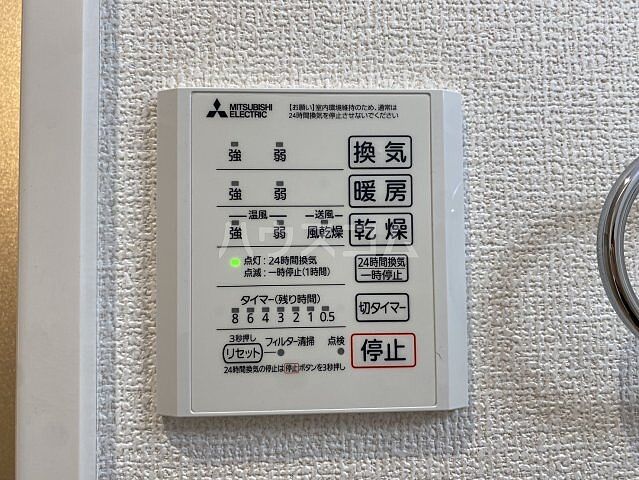 MITSUBISHI
ELECTRIC
【お願い】室内環境維持のため、通常は
24時間換気を停止させないでください
強 弱 換気
強 弱 暖房
温風 送風
強 弱 風乾燥 乾燥
点灯：24時間換気
点滅：一時停止(1時間)
24時間換気
一時停止
タイマー(残り時間)
8 6 4 3 2 1 0.5
切タイマー
3秒押し
リセット フィルター清掃 点検
停止
24時間換気の停止は停止ボタンを3秒押し
ハウスコム